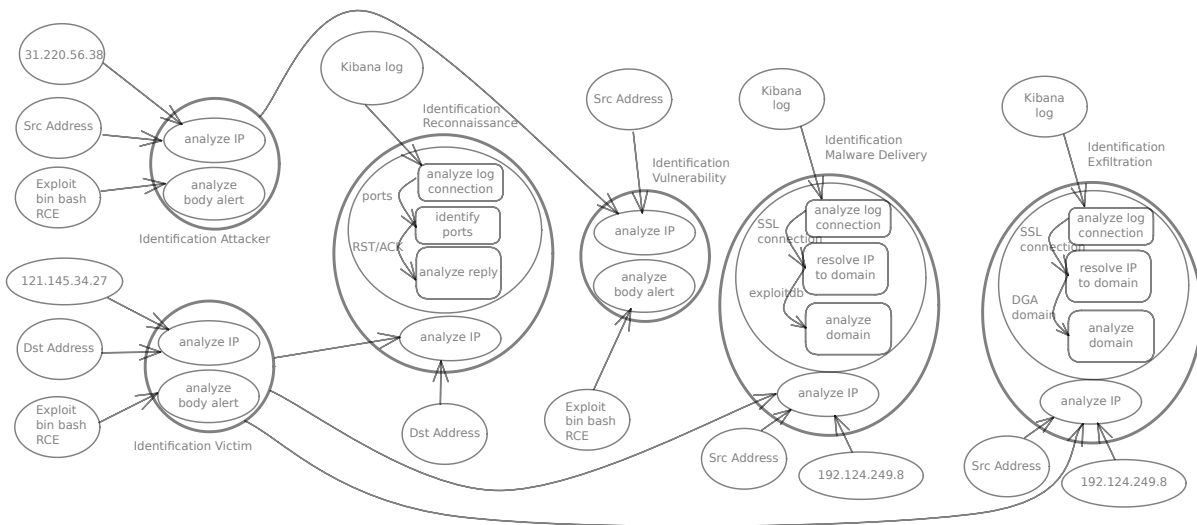 31.220.56.38
Src Address
Exploit
bin bash
RCE
analyze IP
analyze
body alert
Identification Attacker
121.145.34.27
Dst Address
Exploit
bin bash
RCE
analyze IP
analyze
body alert
Identification Victim
Kibana log
Identification
Reconnaissance
ports
RST/ACK
analyze log
connection
identify
ports
analyze reply
analyze IP
Dst Address
Src Address
Identification
Vulnerability
analyze IP
analyze
body alert
Exploit
bin bash
RCE
Kibana
log
Identification
Malware Delivery
SSL
connection
exploitdb
analyze log
connection
resolve IP
to domain
analyze
domain
analyze IP
Src Address
192.124.249.8
Kibana
log
Identification
Exfiltration
SSL
connection
DGA
domain
analyze log
connection
resolve IP
to domain
analyze
domain
analyze IP
Src Address
192.124.249.8